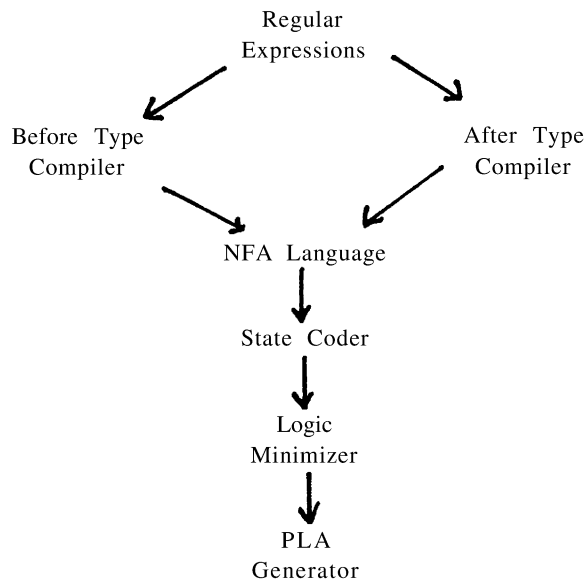 Regular
Expressions
Before Type
Compiler
After Type
Compiler
NFA Language
State Coder
Logic
Minimizer
PLA
Generator